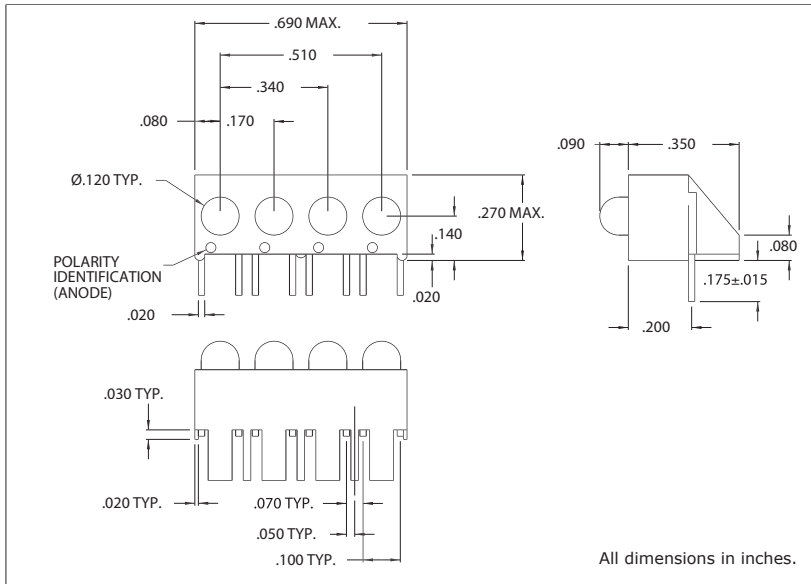 .690 MAX.
.510
.340
.080
.170
Ø.120 TYP.
.270 MAX.
.140
POLARITY
IDENTIFICATION
(ANODE)
.020
.020
.090
.350
.080
.175±.015
.200
.030 TYP.
.020 TYP.
.070 TYP.
.050 TYP.
.100 TYP.
All dimensions in inches.